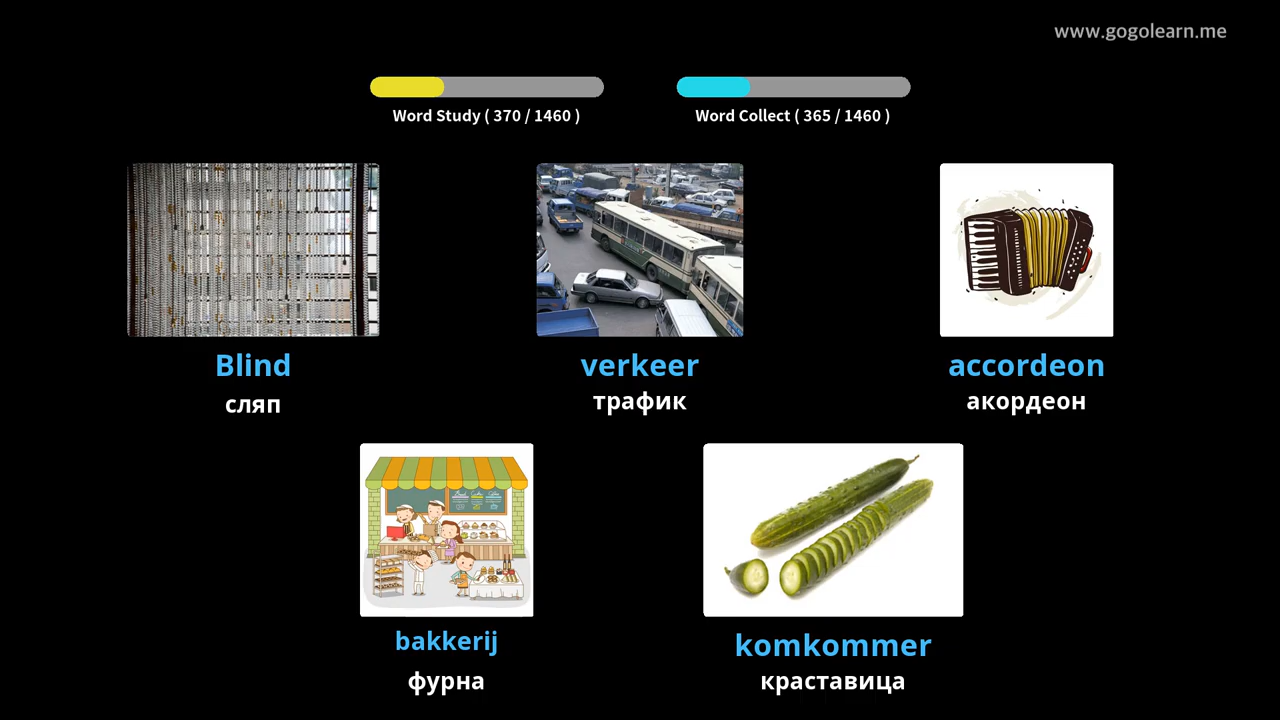 www.gogolearn.me
Word Study ( 370 / 1460 )
Word Collect ( 365 / 1460 )
Blind
сляп
verkeer
трафик
accordeon
акордеон
bakkerij
фурна
komkommer
краставица